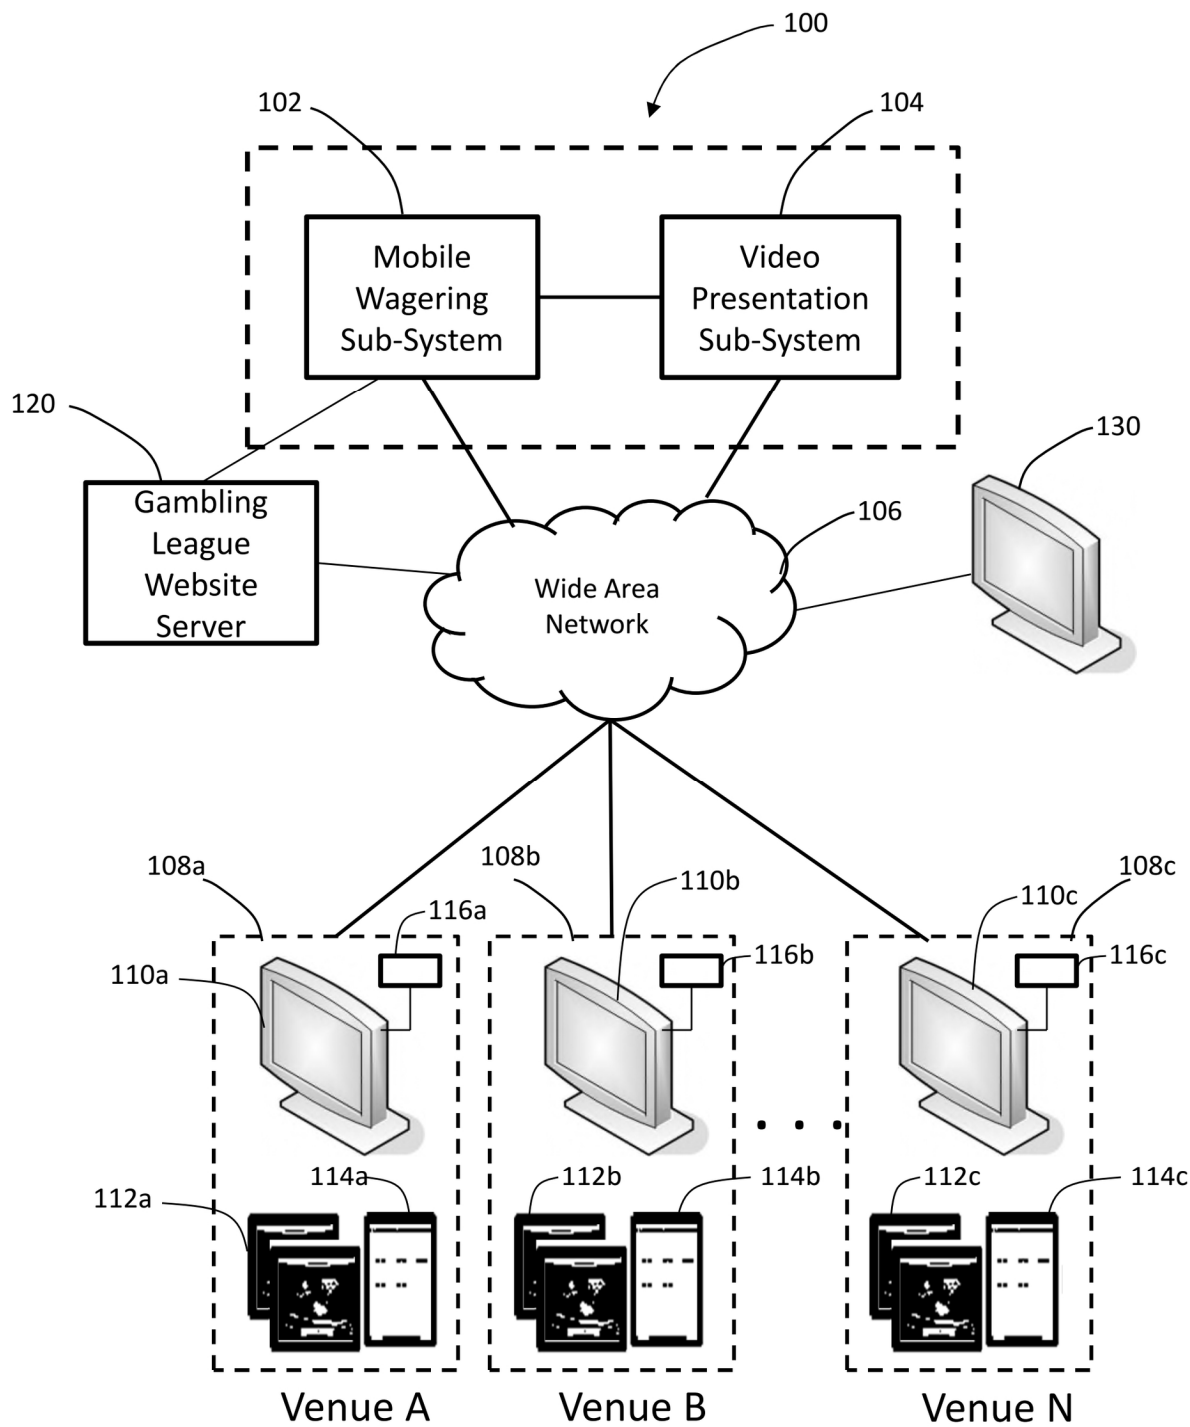 100
102
104
Mobile
Wagering
Sub-System
Video
Presentation
Sub-System
120
130
Gambling
League
Website
Server
106
Wide Area
Network
108a
108b
110b
110c
108c
116a
116b
116c
110a
. . .
112a
114a
112b
114b
112c
114c
Venue A
Venue B
Venue N